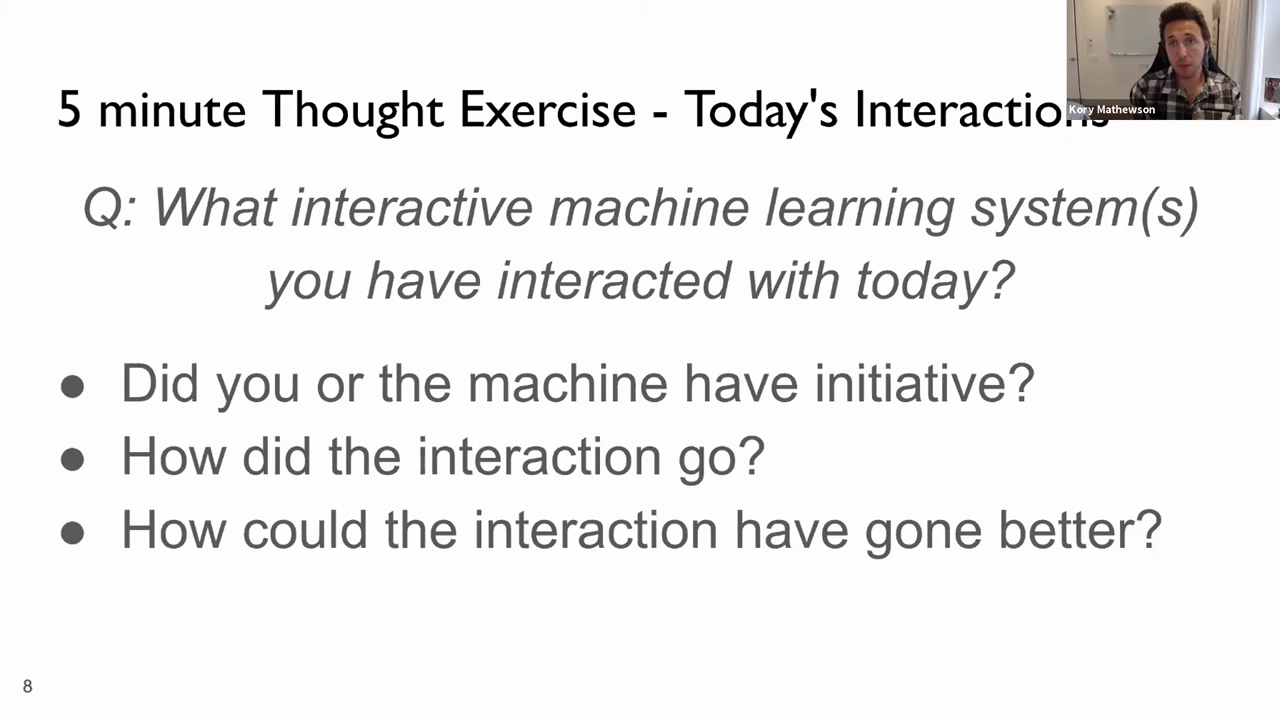 5 minute Thought Exercise - Today's Interactions
Kory Mathewson
Q: What interactive machine learning system(s)
you have interacted with today?
● Did you or the machine have initiative?
● How did the interaction go?
● How could the interaction have gone better?
8